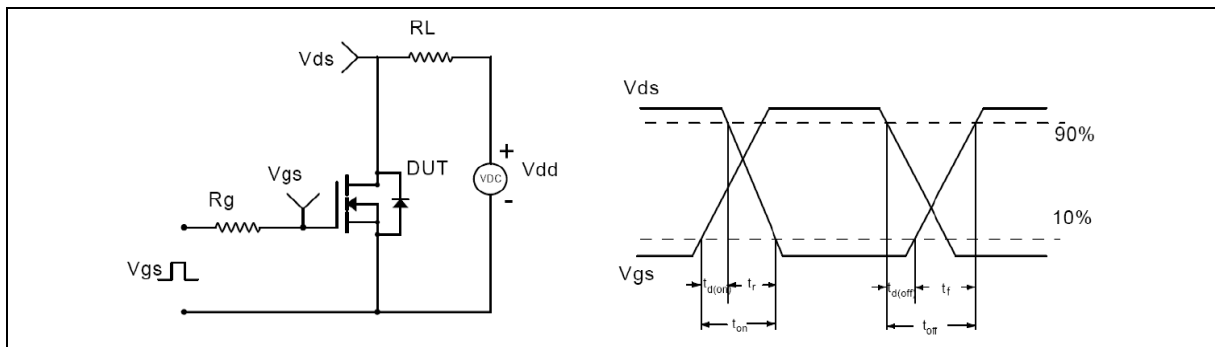 RL
Vds
Vgs
DUT
Rg
Vgs
+
VDC
Vdd
-
Vds
90%
10%
Vgs
td(on)
tr
td(off)
tf
ton
toff